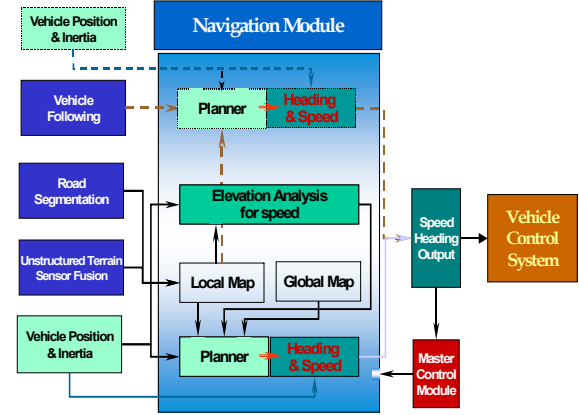 Vehicle Position
& Inertia
Navigation Module
Vehicle
Following
Planner
Heading
& Speed
Road
Segmentation
Elevation Analysis
for speed
Unstructured Terrain
Sensor Fusion
Local Map
Global Map
Speed
Heading
Output
Vehicle
Control
System
Vehicle Position
& Inertia
Planner
Heading
& Speed
Master
Control
Module